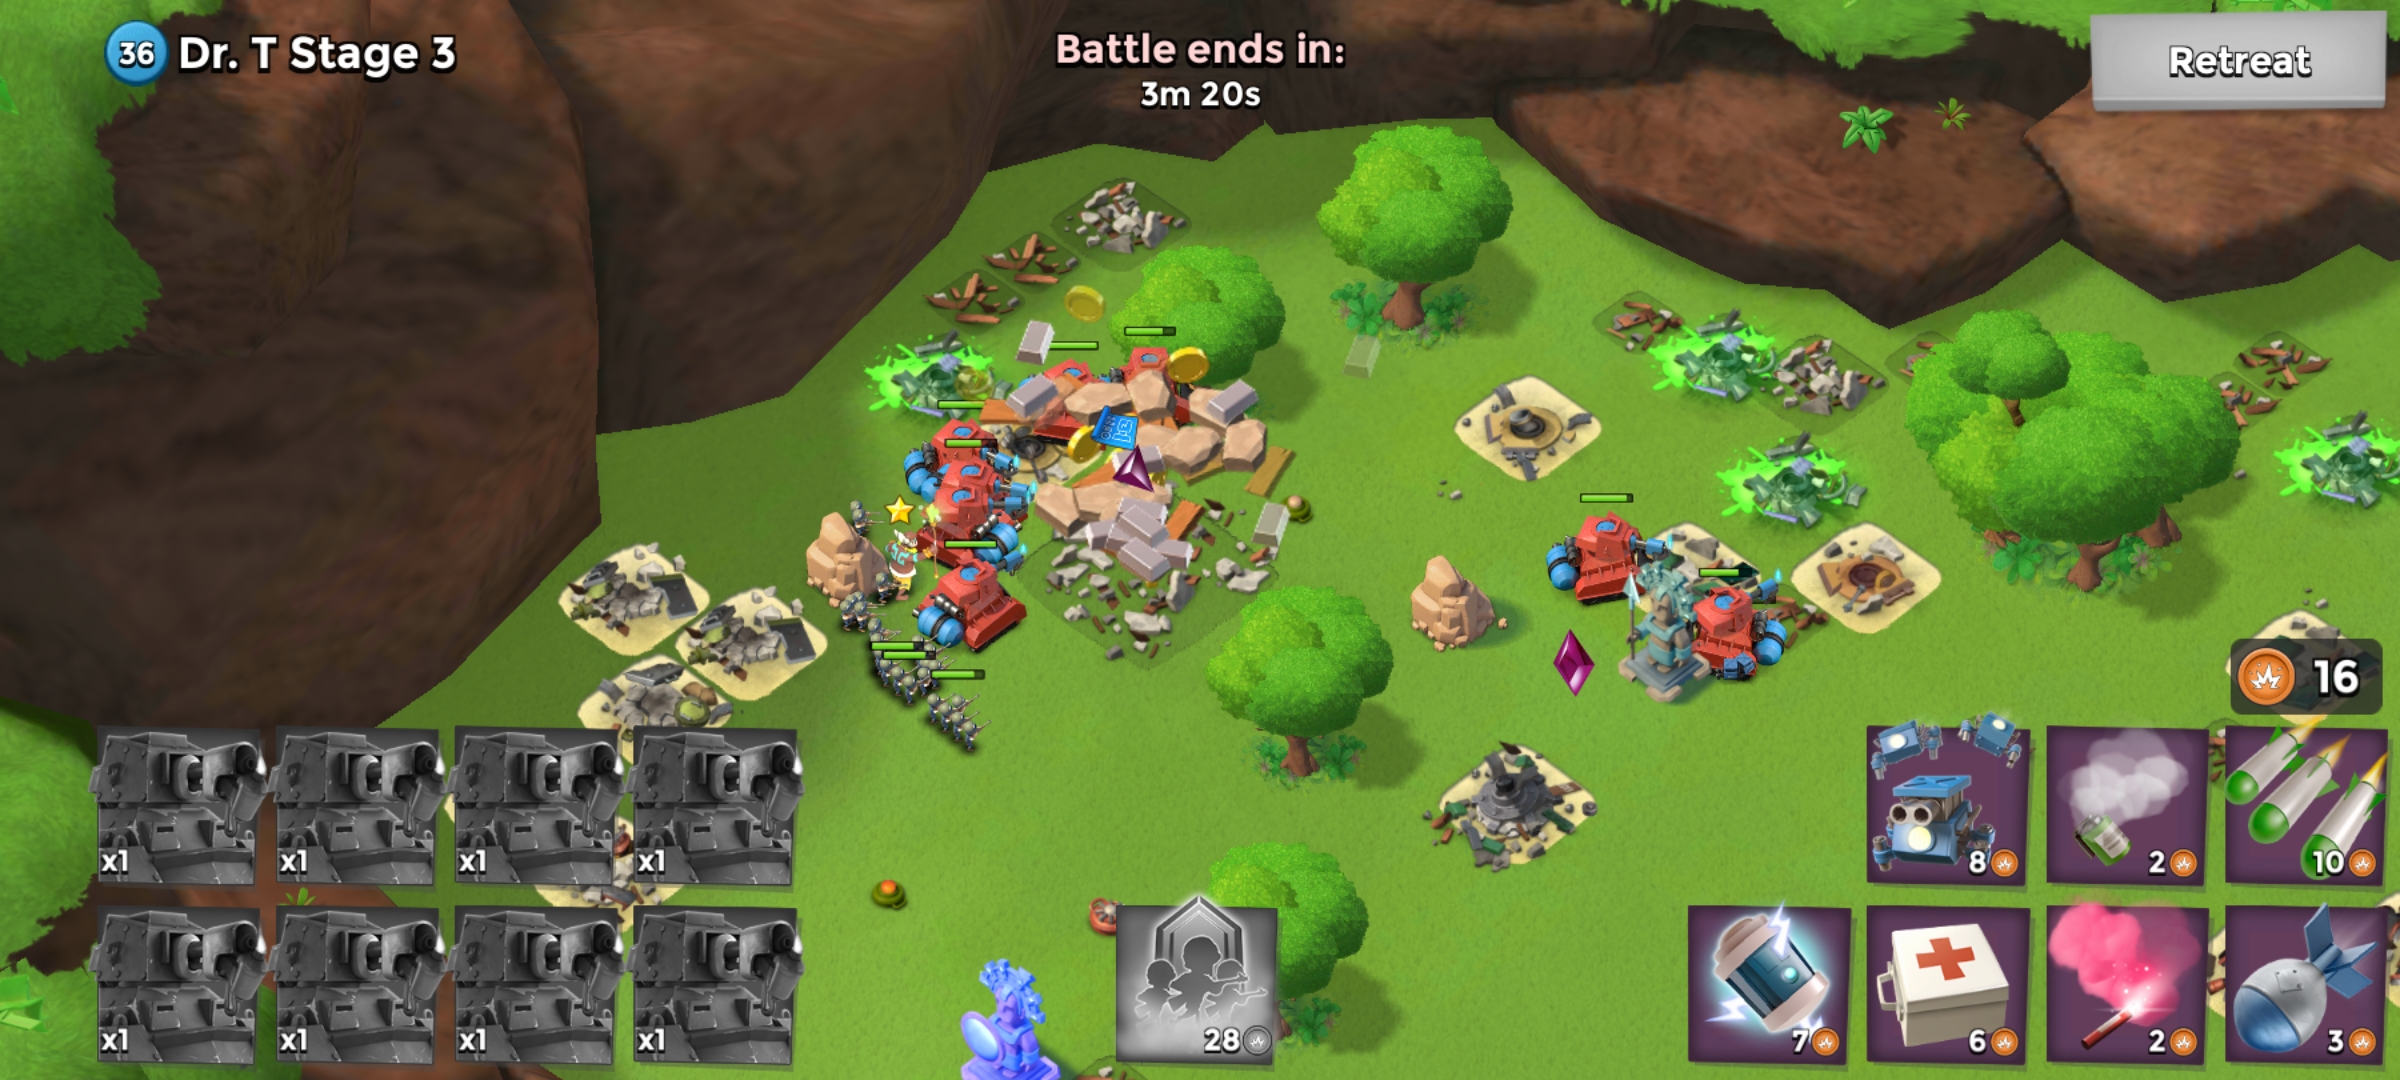 36 Dr. T Stage 3
Battle ends in:
3m 20s
Retreat
16
x1 x1 x1 x1
8 2 10
x1 x1 x1 x1
28
7 6 2 3